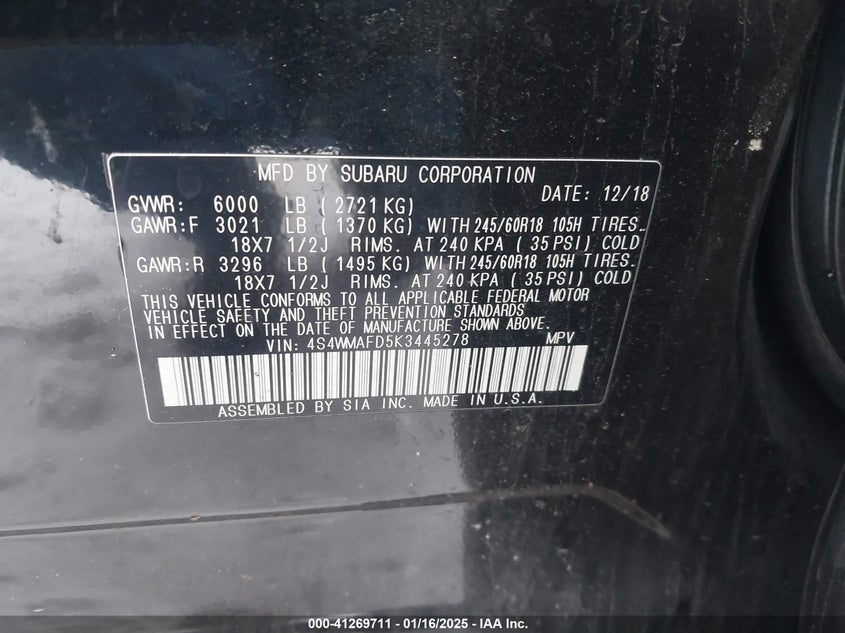 MFD BY SUBARU CORPORATION
DATE: 12/18
GVWR: 6000 LB (2721 KG)
GAWR:F 3021 LB (1370 KG) WITH 245/60R18 105H TIRES.
18X7 1/2J RIMS. AT 240 KPA (35 PSI) COLD
GAWR:R 3296 LB (1495 KG) WITH 245/60R18 105H TIRES.
18X7 1/2J RIMS. AT 240 KPA (35 PSI) COLD
THIS VEHICLE CONFORMS TO ALL APPLICABLE FEDERAL MOTOR
VEHICLE SAFETY AND THEFT PREVENTION STANDARDS
IN EFFECT ON THE DATE OF MANUFACTURE SHOWN ABOVE.
VIN: 4S4WMAFD5K3445278 MPV
ASSEMBLED BY SIA INC. MADE IN U.S.A.
000-41269711 - 01/16/2025 - IAA Inc.